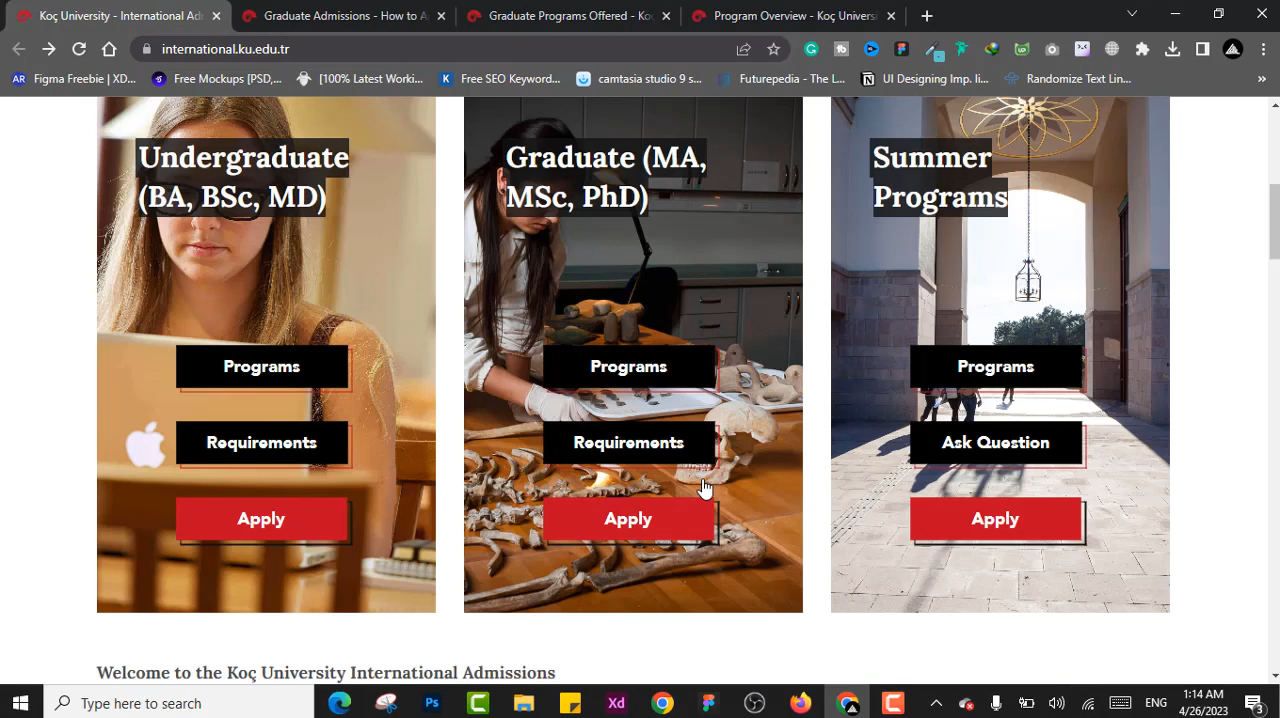 Koç University - International Ad
Graduate Admissions - How to A
Graduate Programs Offered - Ko
Program Overview - Koç Univers
international.ku.edu.tr
Figma Freebie | XD...
Free Mockups [PSD,...
[100% Latest Worki...
Free SEO Keyword...
camtasia studio 9 s...
Futurepedia - The L...
UI Designing Imp. li...
Randomize Text Lin...
Undergraduate
(BA, BSc, MD)
Graduate (MA,
MSc, PhD)
Summer
Programs
Programs
Programs
Programs
Requirements
Requirements
Ask Question
Apply
Apply
Apply
Welcome to the Koç University International Admissions
Type here to search
ENG
1:14 AM
4/26/2023
3